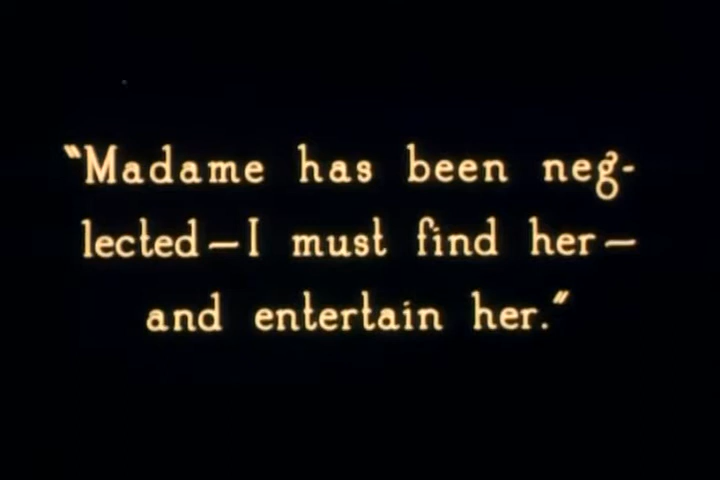 "Madame has been neg-
lected—I must find her—
and entertain her."